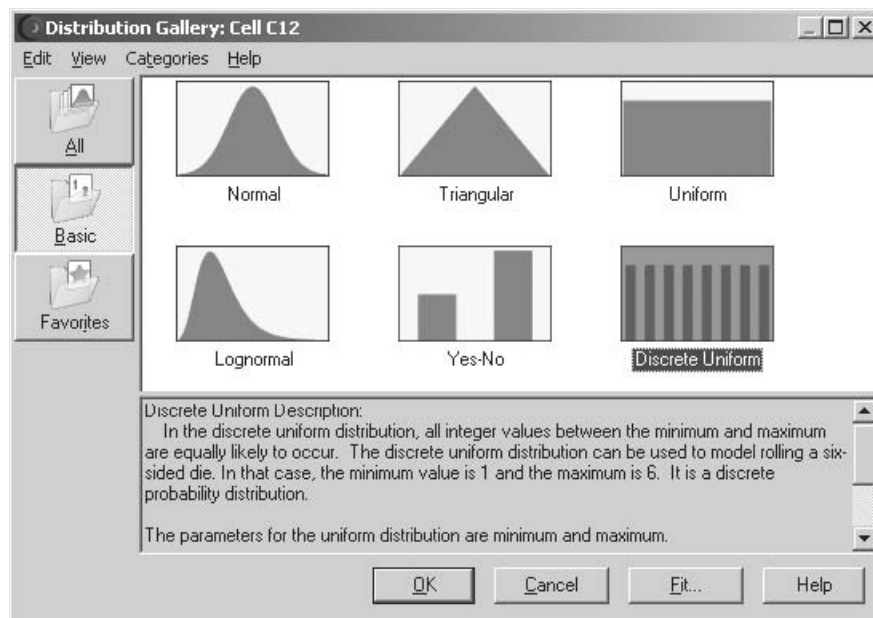 Distribution Gallery: Cell C12
Edit View Categories Help
All
Basic
Favorites
Normal Triangular Uniform
Lognormal Yes-No Discrete Uniform
Discrete Uniform Description:
In the discrete uniform distribution, all integer values between the minimum and maximum
are equally likely to occur. The discrete uniform distribution can be used to model rolling a six-
sided die. In that case, the minimum value is 1 and the maximum is 6. It is a discrete
probability distribution.
The parameters for the uniform distribution are minimum and maximum.
OK Cancel Fit... Help